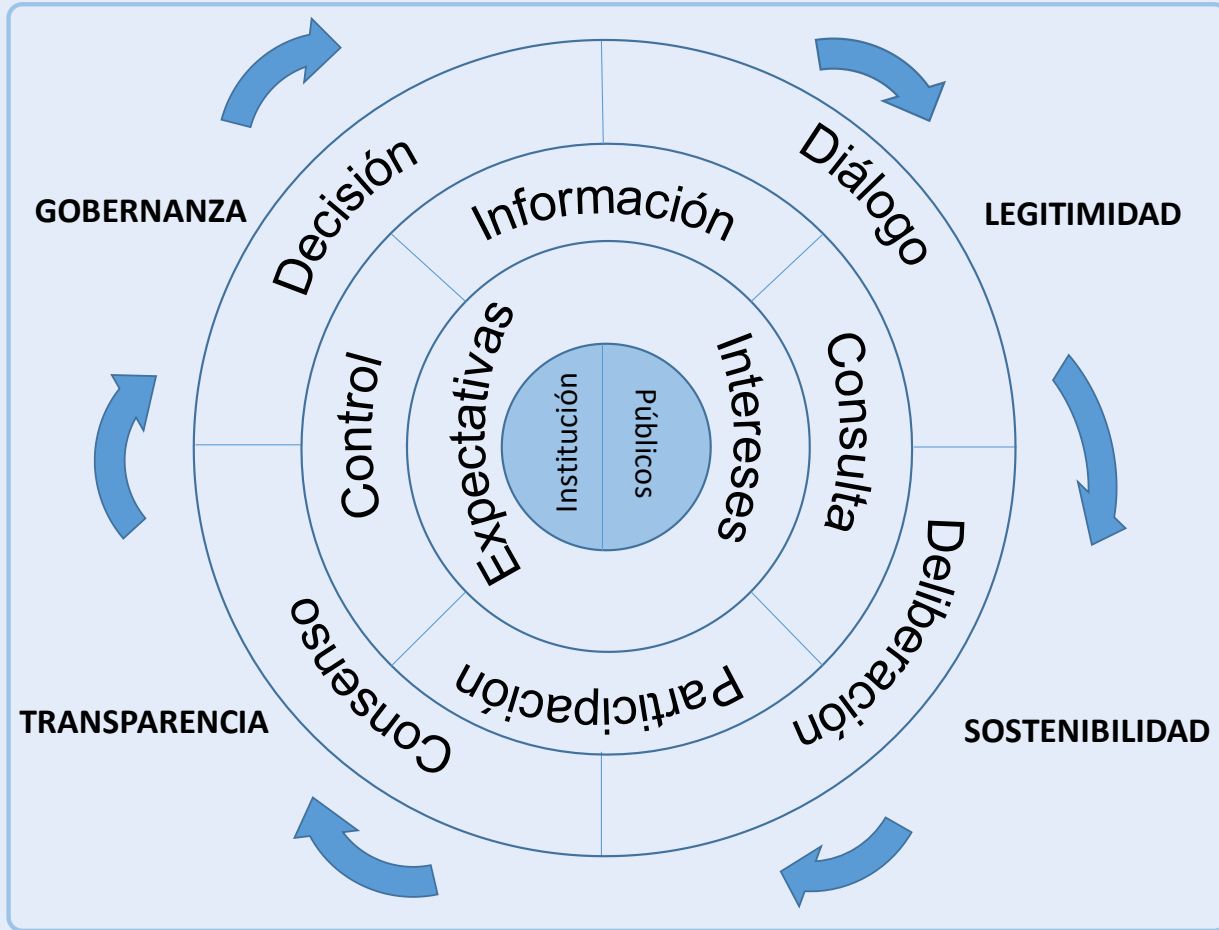 GOBERNANZA
LEGITIMIDAD
SOSTENIBILIDAD
TRANSPARENCIA
Decisión
Diálogo
Deliberación
Consenso
Información
Consulta
Participación
Control
Expectativas
Intereses
Institución
Públicos